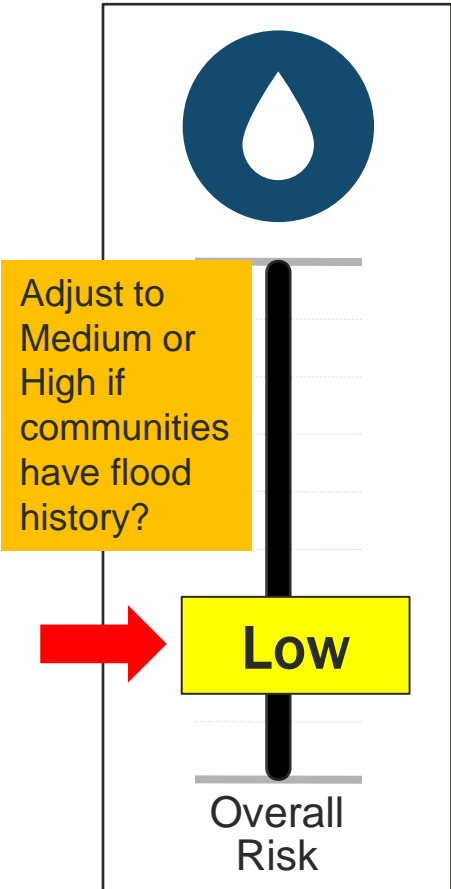 Adjust to
Medium or
High if
communities
have flood
history?
Low
Overall
Risk